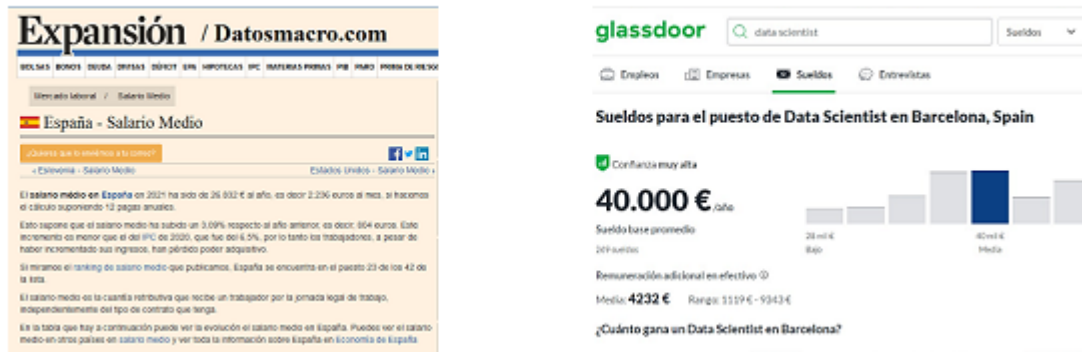 Expansión / Datosmacro.com
BOLSAS BONOS DEUDA DIVISAS DÉFICIT EPA HIPOTECAS IPC MATERIAS PRIMAS PIB PARO PRIMA DE RIESGO
Mercado laboral / Salario Medio
España - Salario Medio
¿Quieres que te enviemos a tu correo?
« Eslovenia - Salario Medio
Estados Unidos - Salario Medio »
El salario medio en España en 2021 ha sido de € al año, es decir 2.236 euros al mes, si hacemos
el cálculo suponiendo 12 pagas anuales.
Esto supone que el salario medio ha subido un respecto al año anterior, es decir, 804 euros. Este
incremento es menor que el del IPC de 2020, que fue del 6,5%, por lo tanto los trabajadores, a pesar de
haber incrementado sus ingresos, han perdido poder adquisitivo.
Si miramos el ranking de salario medio que publicamos, España se encuentra en el puesto 23 de los 42 de
la lista.
El salario medio es la cuantía retributiva que recibe un trabajador por la jornada legal de trabajo,
independientemente del tipo de contrato que tenga.
En la tabla que hay a continuación puede ver la evolución el salario medio en España. Puedes ver el salario
medio en otros países en salario medio y ver toda la información sobre España en Economía de España
glassdoor
data scientist
Sueldos
Empleos Empresas Sueldos Entrevistas
Sueldos para el puesto de Data Scientist en Barcelona, Spain
Confianza muy alta
40.000 € /año
Sueldo base promedio
sueldos
28 mil €
Bajo
40 mil €
Media
Remuneración adicional en efectivo
Media: 4232 € Rango: 1119 € - 9343 €
¿Cuánto gana un Data Scientist en Barcelona?